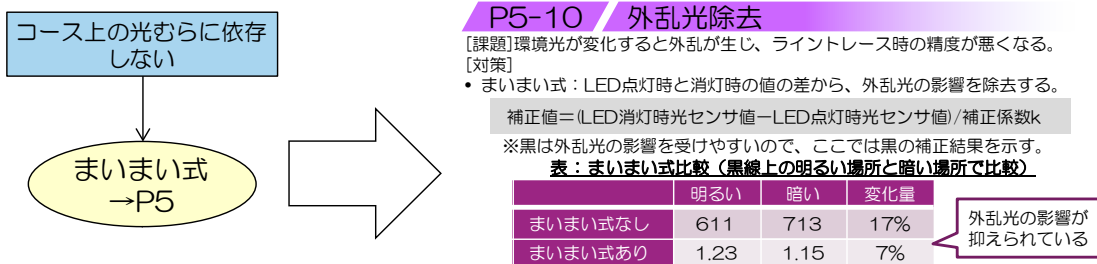 コース上の光むらに依存
しない
まいまい式
→P5
P5-10 外乱光除去
[課題]環境光が変化すると外乱が生じ、ライントレース時の精度が悪くなる。
[対策]
• まいまい式：LED点灯時と消灯時の値の差から、外乱光の影響を除去する。
補正値＝(LED消灯時光センサ値－LED点灯時光センサ値)/補正係数k
※黒は外乱光の影響を受けやすいので、ここでは黒の補正結果を示す。
表：まいまい式比較（黒線上の明るい場所と暗い場所で比較）
明るい 暗い 変化量
まいまい式なし 611 713 17%
まいまい式あり 1.23 1.15 7%
外乱光の影響が
抑えられている